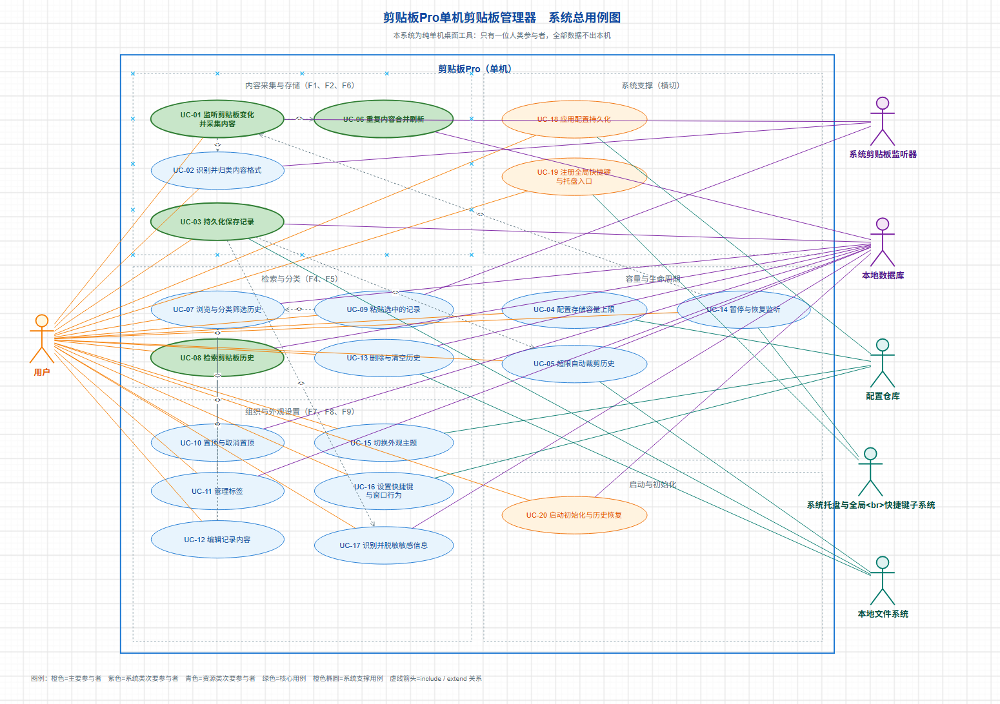 剪贴板Pro单机剪贴板管理器 系统总用例图
本系统为纯单机桌面工具：只有一位人类参与者，全部数据不出本机
剪贴板Pro（单机）
内容采集与存储（F1、F2、F6）
系统支撑（横切）
UC-01 监听剪贴板变化
并采集内容
<>
UC-06 重复内容合并刷新
UC-18 应用配置持久化
系统剪贴板监听器
<>
UC-02 识别并归类内容格式
UC-19 注册全局快捷键
与托盘入口
<>
UC-03 持久化保存记录
本地数据库
检索与分类（F4、F5）
容量与生命周期
<>
UC-07 浏览与分类筛选历史
<>
UC-09 粘贴选中的记录
UC-04 配置存储容量上限
UC-14 暂停与恢复监听
<>
UC-08 检索剪贴板历史
UC-13 删除与清空历史
UC-05 超限自动裁剪历史
用户
<>
<>
配置仓库
<>
组织与外观设置（F7、F8、F9）
<>
UC-10 置顶与取消置顶
UC-15 切换外观主题
UC-11 管理标签
UC-16 设置快捷键
与窗口行为
启动与初始化
系统托盘与全局<br>快捷键子系统
UC-20 启动初始化与历史恢复
UC-12 编辑记录内容
UC-17 识别并脱敏敏感信息
本地文件系统
图例：橙色=主要参与者 紫色=系统类次要参与者 青色=资源类次要参与者 绿色=核心用例 橙色椭圆=系统支撑用例 虚线箭头=include / extend 关系